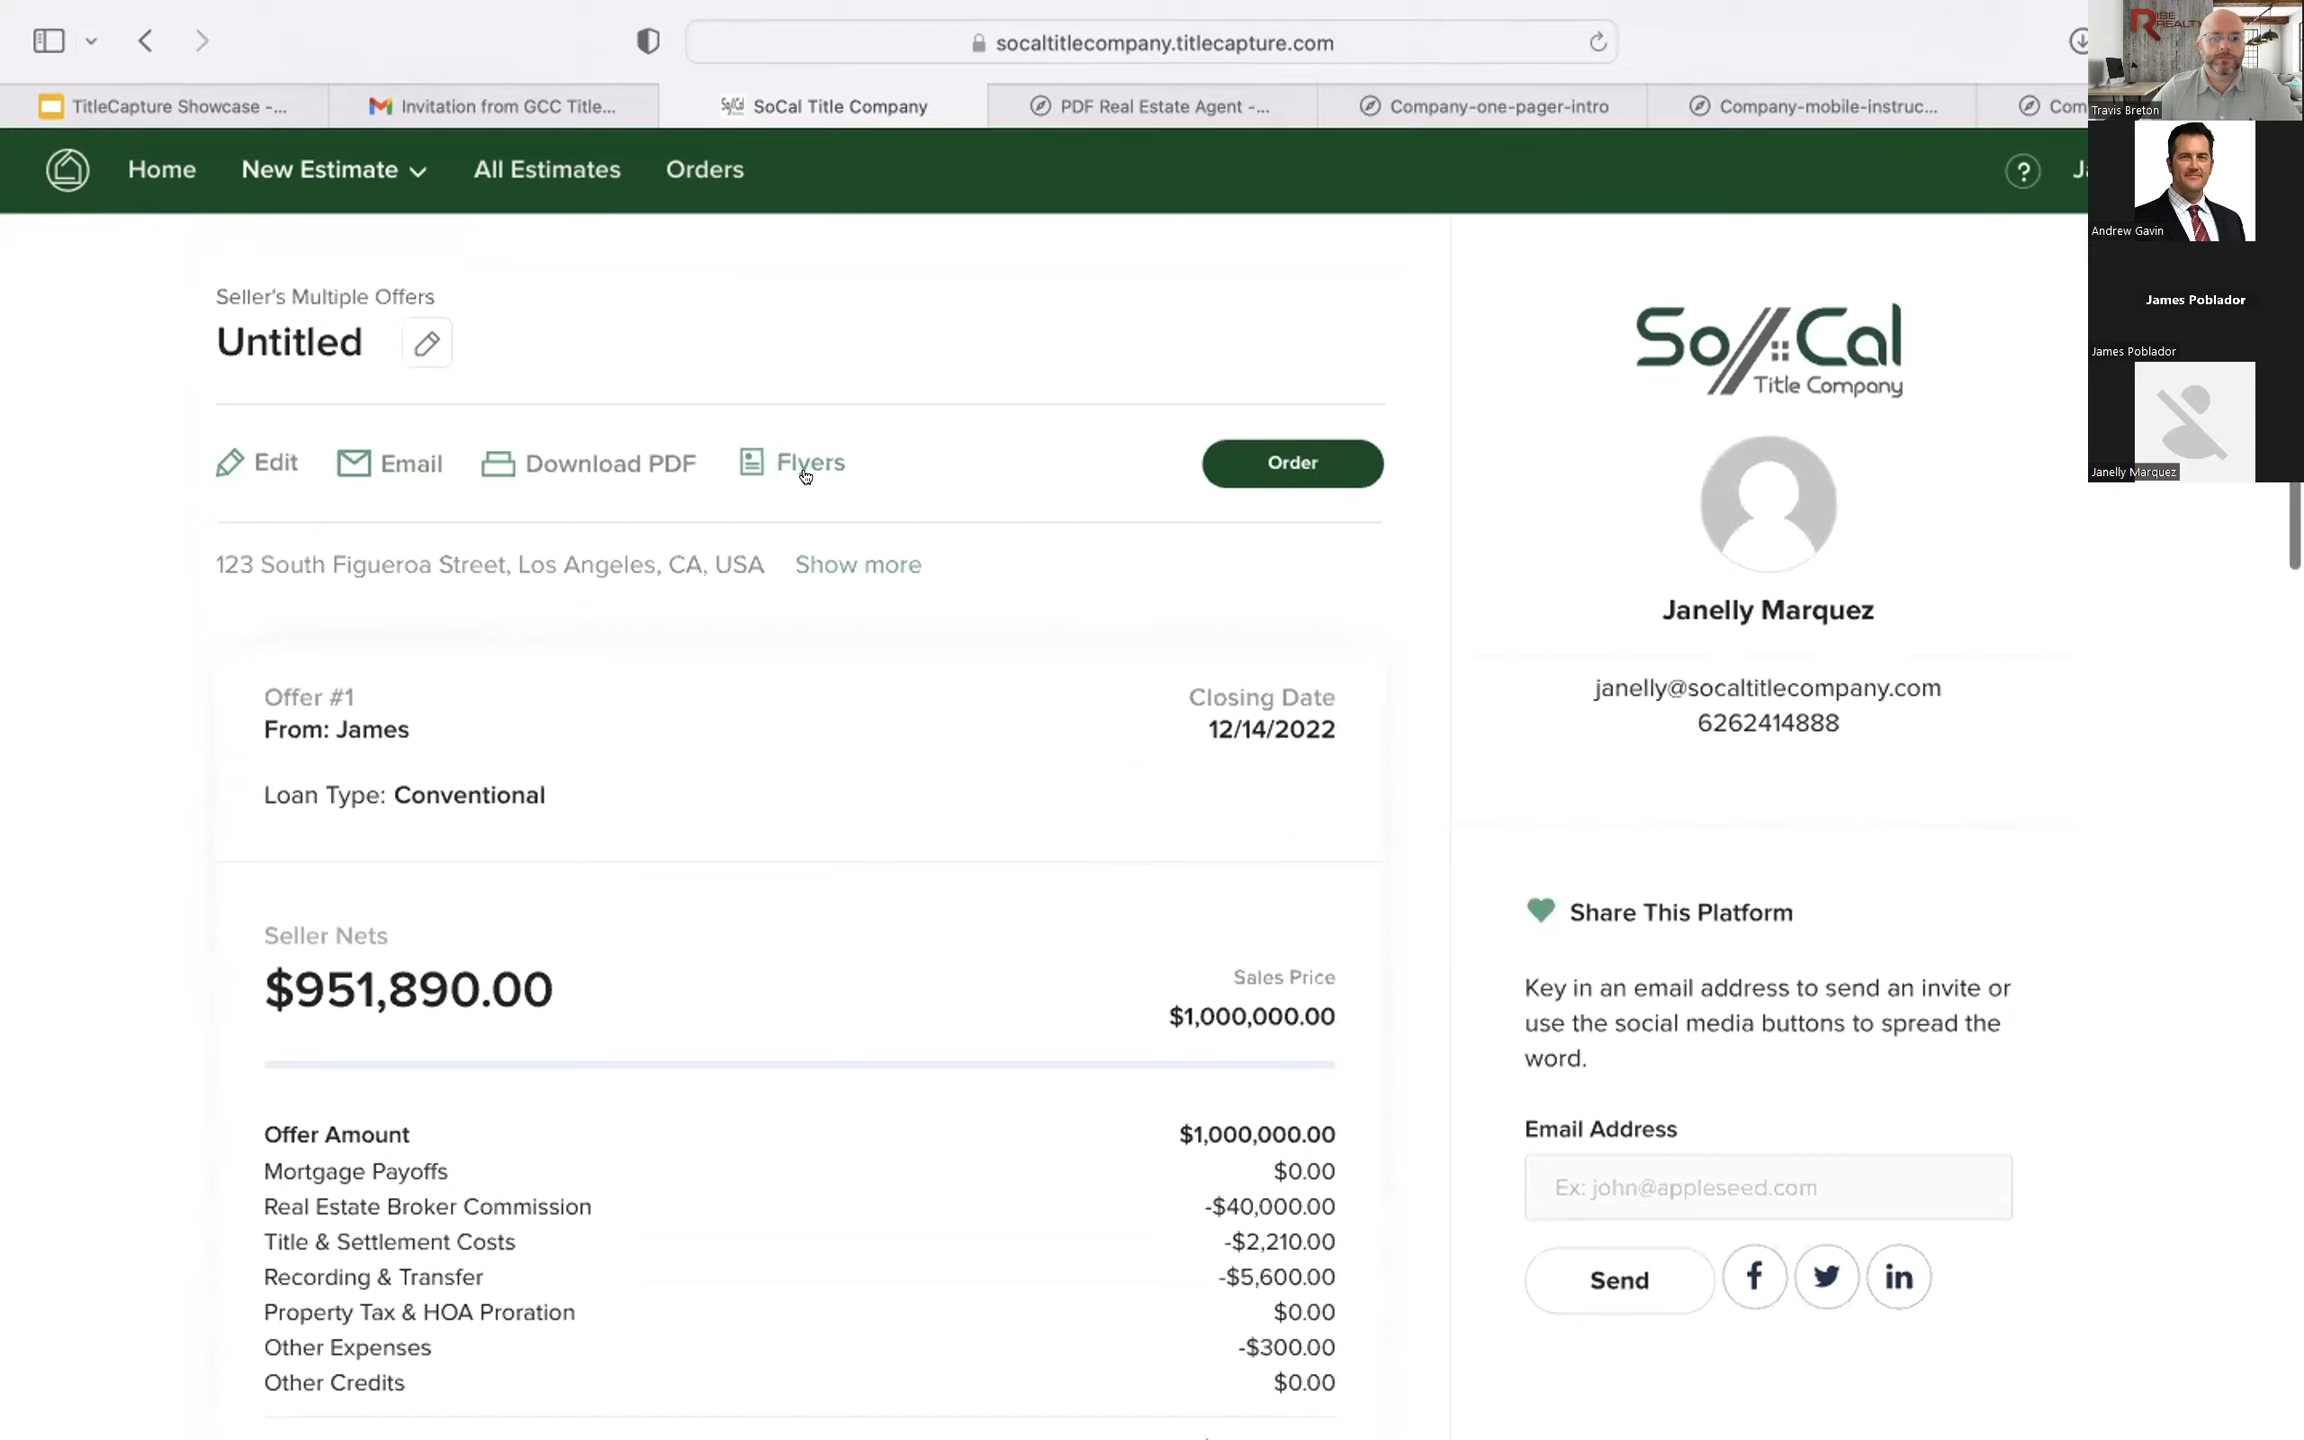 socaltitlecompany.titlecapture.com
TitleCapture Showcase -...
Invitation from GCC Title...
SoCal Title Company
PDF Real Estate Agent -...
Company-one-pager-intro
Company-mobile-instruc...
Com
Home
New Estimate
All Estimates
Orders
?
Ja
RISE
REALTY
Travis Breton
Andrew Gavin
James Poblador
James Poblador
Janelly Marquez
Seller's Multiple Offers
Untitled
Edit
Email
Download PDF
Flyers
Order
123 South Figueroa Street, Los Angeles, CA, USA
Show more
Offer #1
Closing Date
From: James
12/14/2022
Loan Type: Conventional
Seller Nets
$951,890.00
Sales Price
$1,000,000.00
Offer Amount $1,000,000.00
Mortgage Payoffs $0.00
Real Estate Broker Commission -$40,000.00
Title & Settlement Costs -$2,210.00
Recording & Transfer -$5,600.00
Property Tax & HOA Proration $0.00
Other Expenses -$300.00
Other Credits $0.00
So Cal
Title Company
Janelly Marquez
janelly@socaltitlecompany.com
6262414888
Share This Platform
Key in an email address to send an invite or
use the social media buttons to spread the
word.
Email Address
Ex: john@appleseed.com
Send